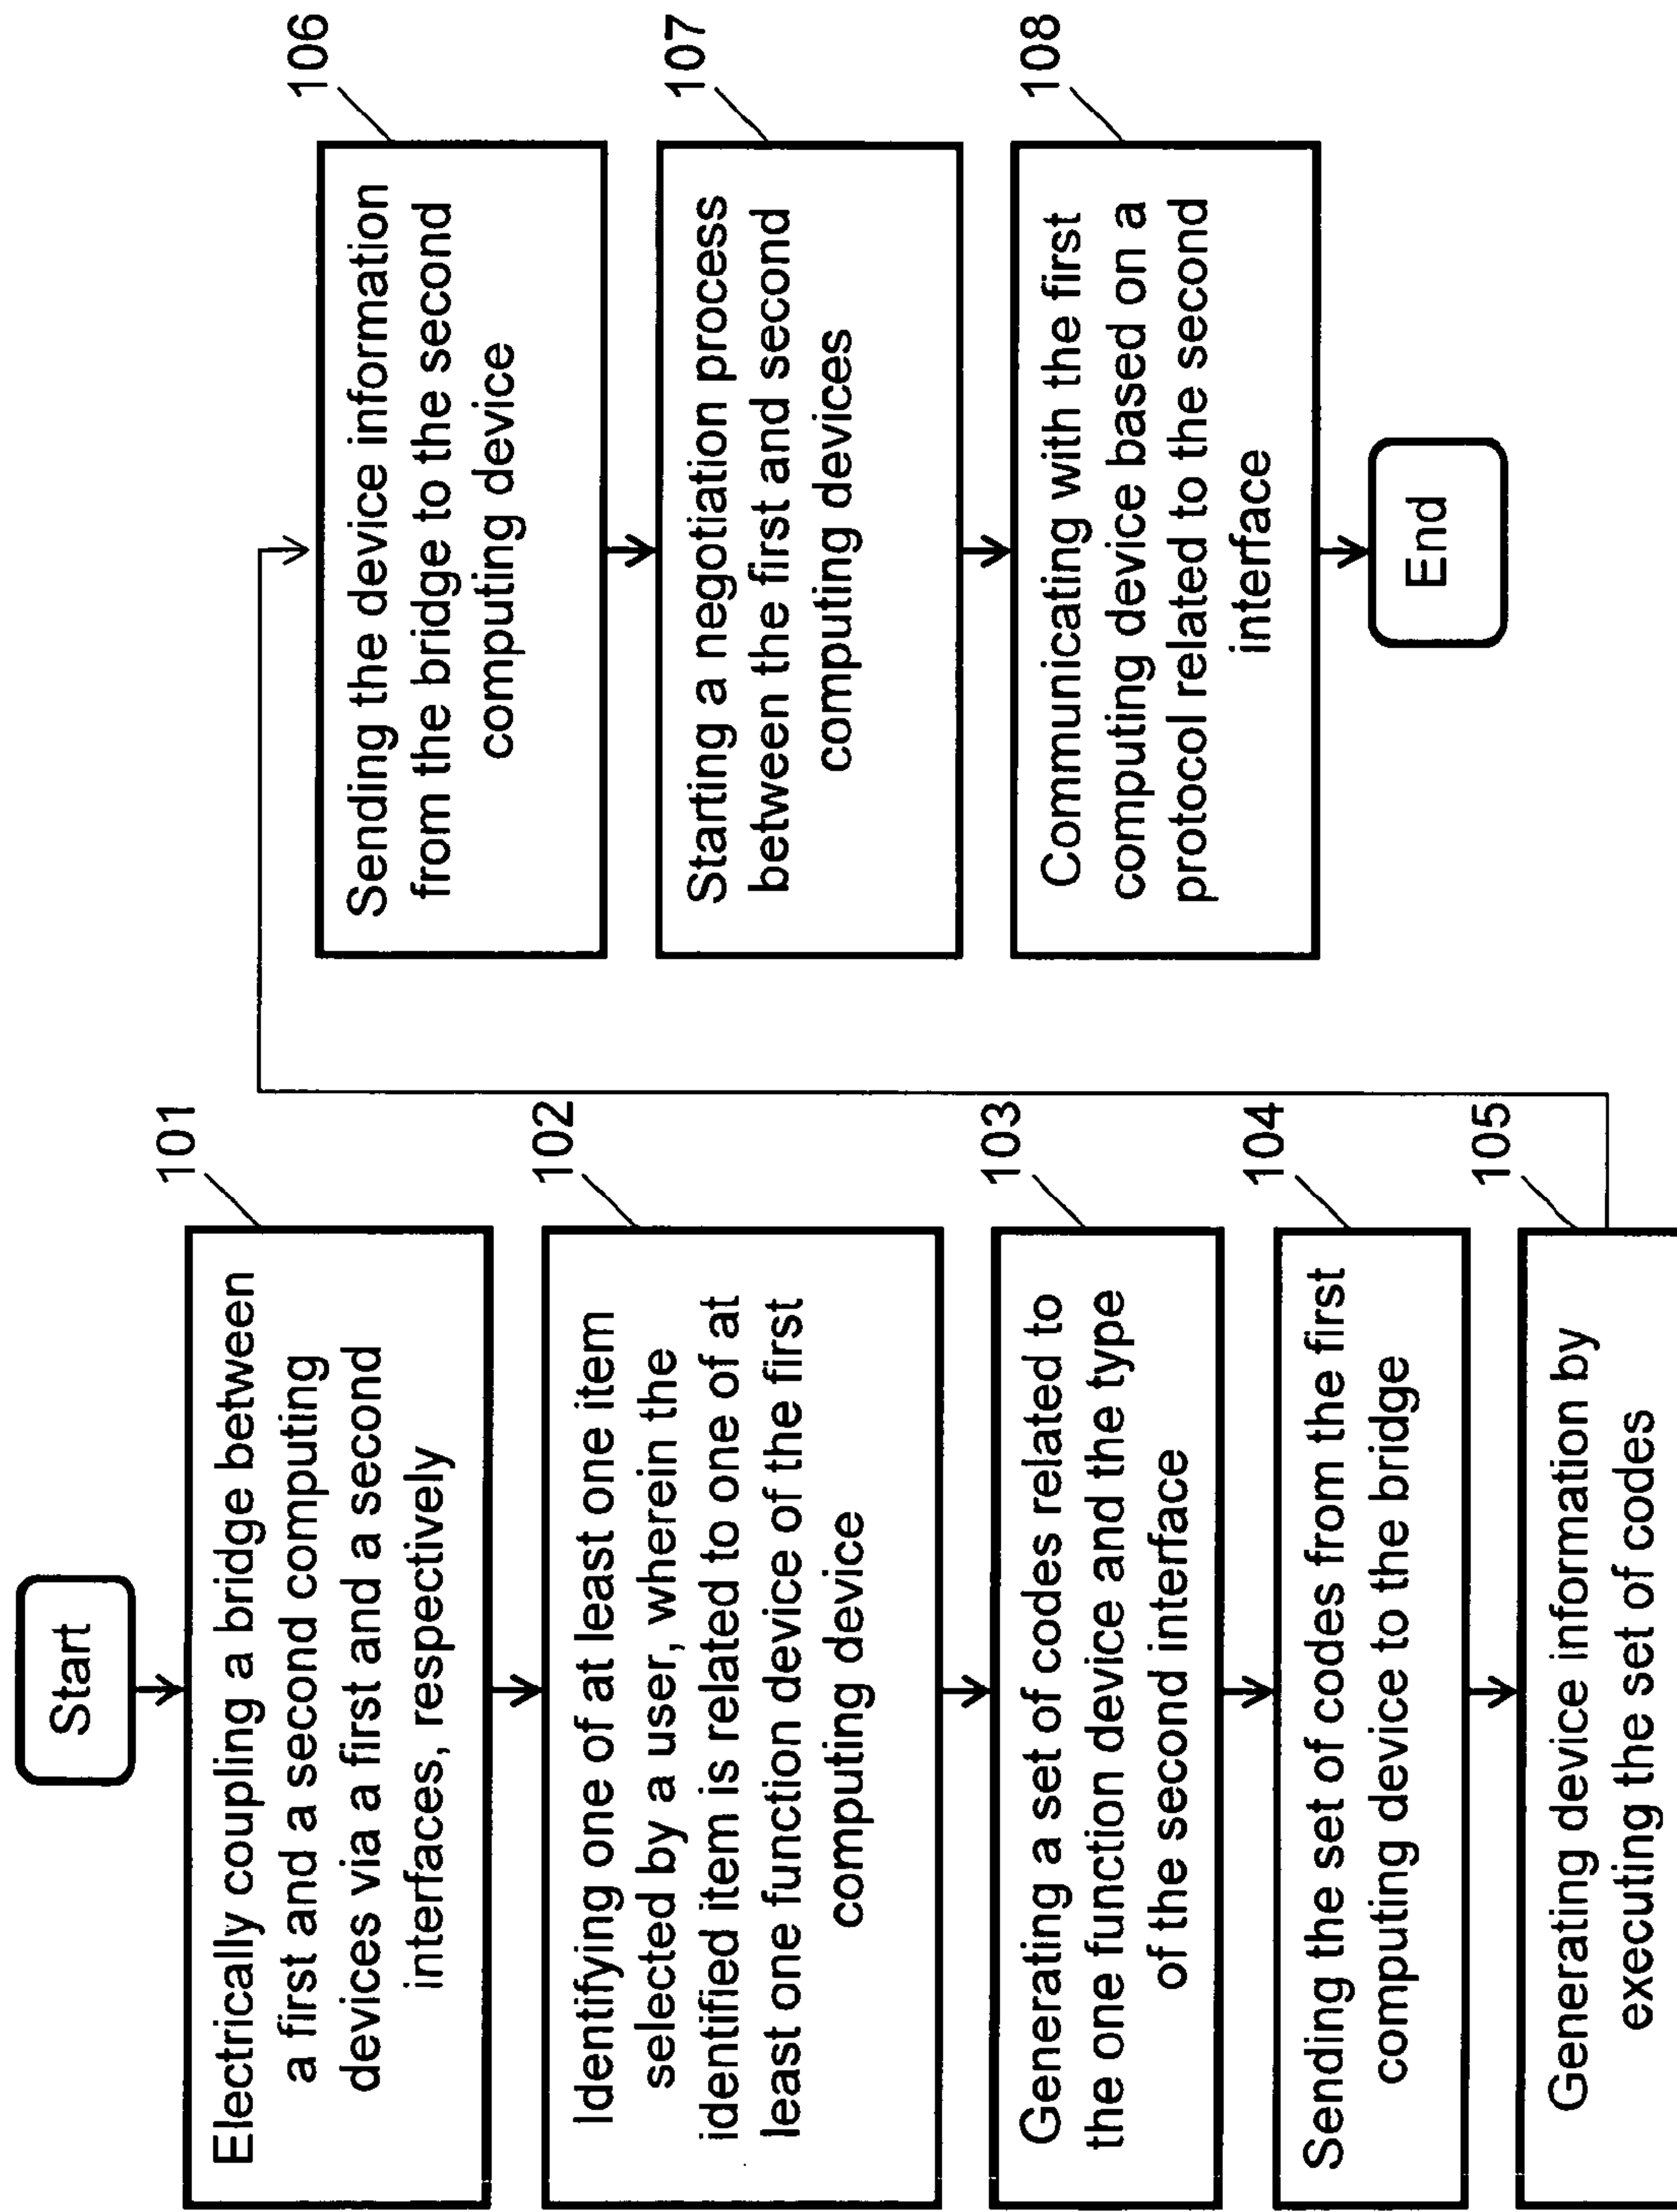 Start
101
Electrically coupling a bridge between
a first and a second computing
devices via a first and a second
interfaces, respectively
102
Identifying one of at least one item
selected by a user, wherein the
identified item is related to one of at
least one function device of the first
computing device
103
Generating a set of codes related to
the one function device and the type
of the second interface
104
Sending the set of codes from the first
computing device to the bridge
105
Generating device information by
executing the set of codes
106
Sending the device information
from the bridge to the second
computing device
107
Starting a negotiation process
between the first and second
computing devices
108
Communicating with the first
computing device based on a
protocol related to the second
interface
End